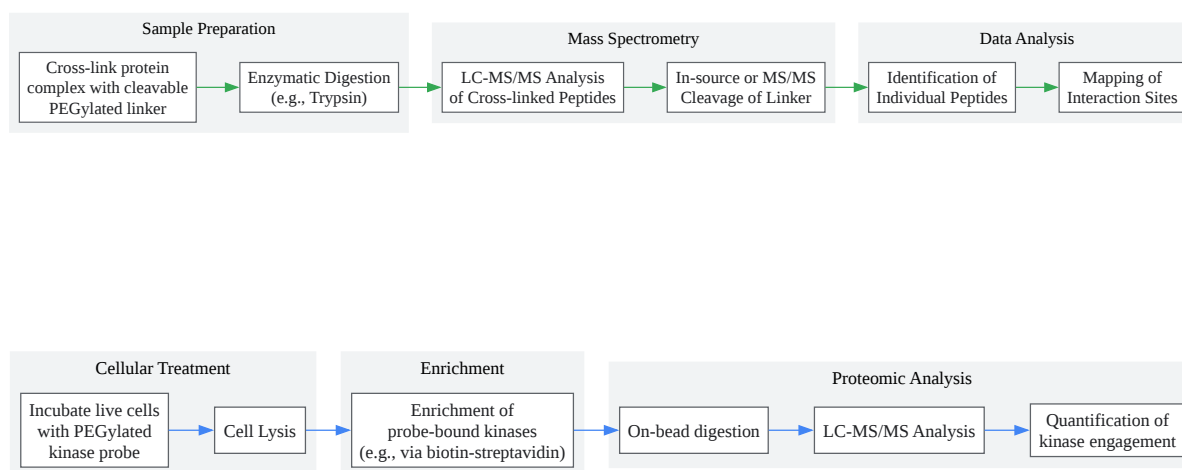 Sample Preparation
Cross-link protein
complex with cleavable
PEGylated linker
Enzymatic Digestion
(e.g., Trypsin)
Mass Spectrometry
LC-MS/MS Analysis
of Cross-linked Peptides
In-source or MS/MS
Cleavage of Linker
Data Analysis
Identification of
Individual Peptides
Mapping of
Interaction Sites
Cellular Treatment
Incubate live cells
with PEGylated
kinase probe
Cell Lysis
Enrichment
Enrichment of
probe-bound kinases
(e.g., via biotin-streptavidin)
Proteomic Analysis
On-bead digestion
LC-MS/MS Analysis
Quantification of
kinase engagement